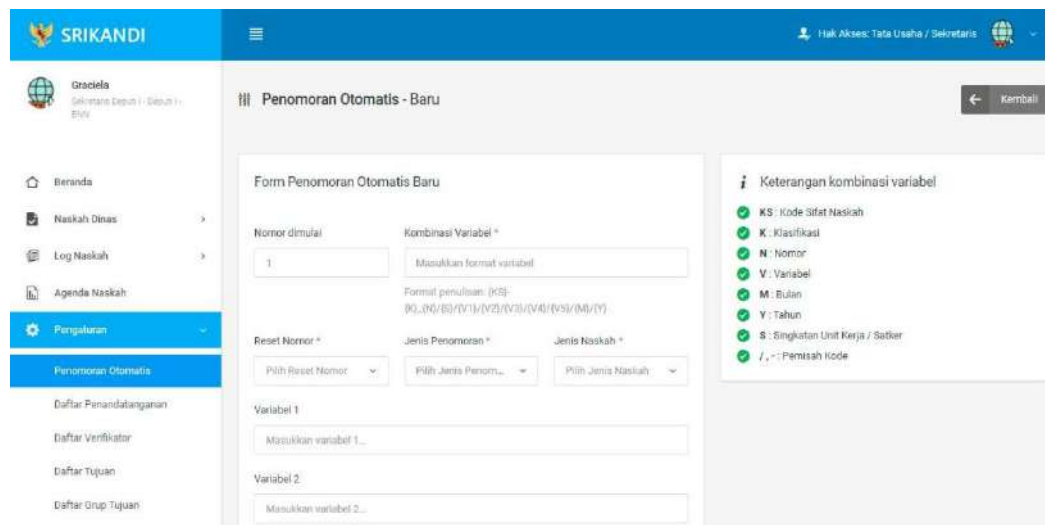 SRIKANDI
Hak Akses: Tata Usaha / Sekretaris
Graciela
Sekretaris Deputi I - Deputi I -
BNN
Penomoran Otomatis - Baru
Kembali
Beranda
Naskah Dinas
Log Naskah
Agenda Naskah
Pengaturan
Penomoran Otomatis
Daftar Penandatanganan
Daftar Verifikator
Daftar Tujuan
Daftar Grup Tujuan
Form Penomoran Otomatis Baru
Nomor dimulai
Kombinasi Variabel *
1
Masukkan format variabel
Format penulisan: (KS)-
(K)_(N)/(S)/(V1)/(V2)/(V3)/(V4)/(V5)/(M)/(Y)
Reset Nomor *
Jenis Penomoran *
Jenis Naskah *
Pilih Reset Nomor
Pilih Jenis Penom...
Pilih Jenis Naskah
Variabel 1
Masukkan variabel 1...
Variabel 2
Masukkan variabel 2...
i Keterangan kombinasi variabel
KS : Kode Sifat Naskah
K : Klasifikasi
N : Nomor
V : Variabel
M : Bulan
Y : Tahun
S : Singkatan Unit Kerja / Satker
/ , - : Pemisah Kode